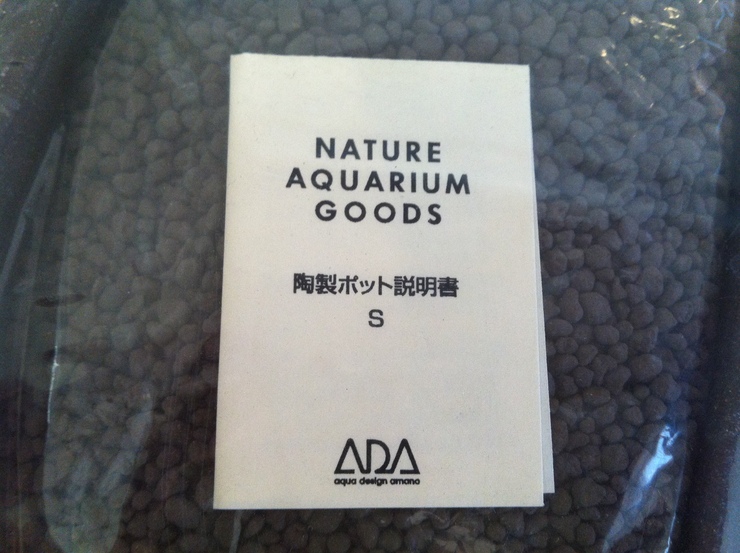 NATURE
AQUARIUM
GOODS
陶製ポット説明書
S
ADA
aqua design amano